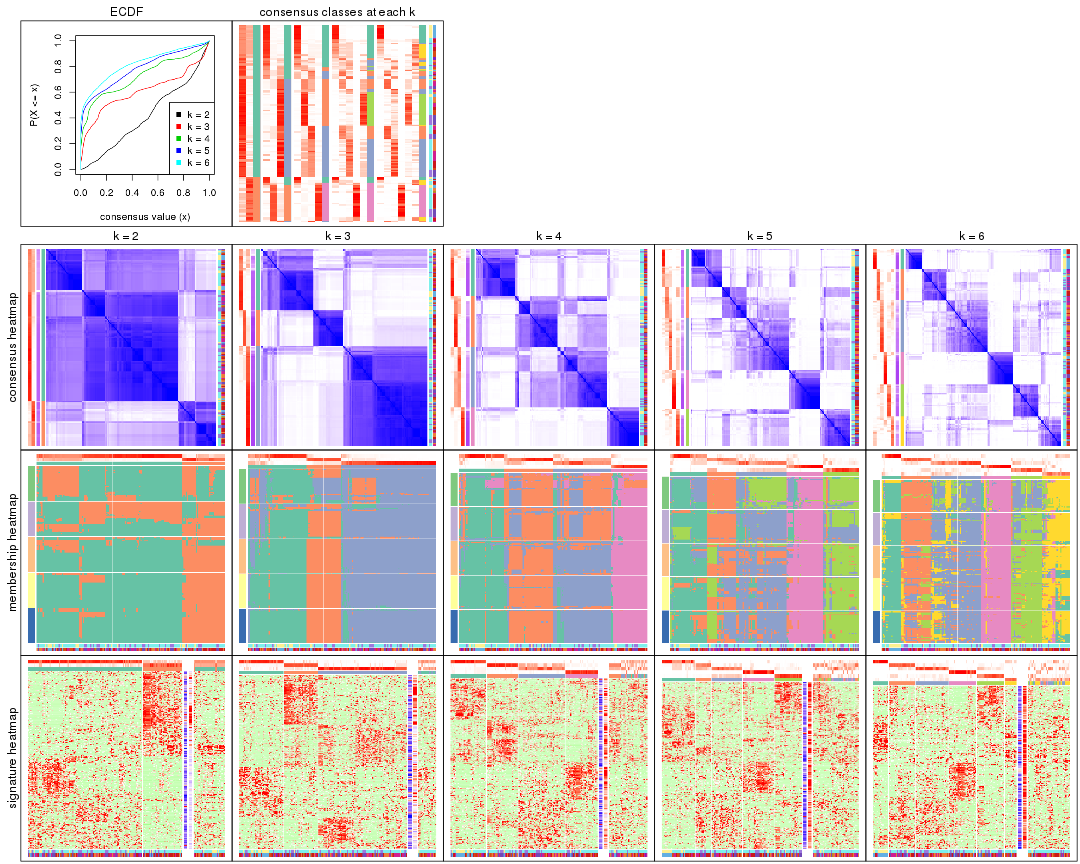 ECDF
consensus classes at each k
P(X <= x)
0.0 0.2 0.4 0.6 0.8 1.0
k = 2
k = 3
k = 4
k = 5
k = 6
0.0 0.2 0.4 0.6 0.8 1.0
consensus value (x)
k = 2
k = 3
k = 4
k = 5
k = 6
consensus heatmap
membership heatmap
signature heatmap